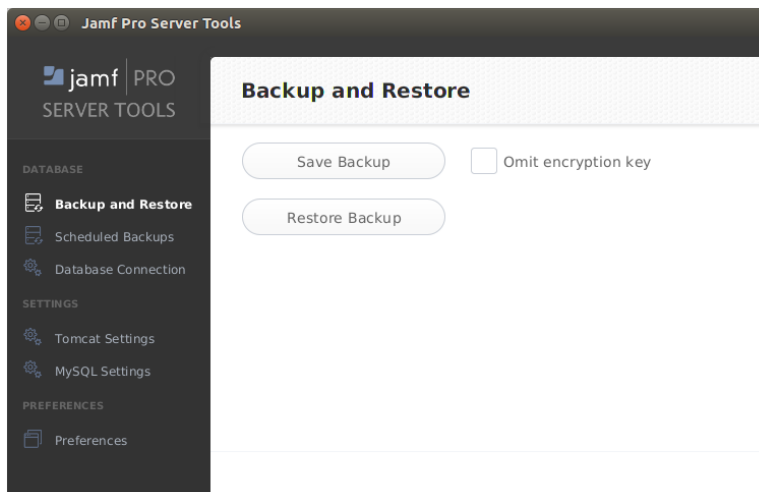 Jamf Pro Server Tools
jamf PRO
SERVER TOOLS
DATABASE
Backup and Restore
Scheduled Backups
Database Connection
SETTINGS
Tomcat Settings
MySQL Settings
PREFERENCES
Preferences
Backup and Restore
Save Backup
Omit encryption key
Restore Backup